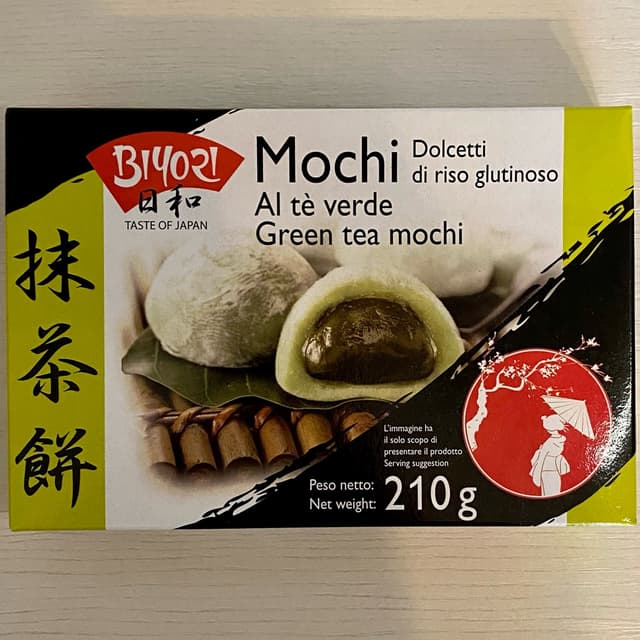 BIYORI
日和
TASTE OF JAPAN
抹茶餅
Mochi
Dolcetti
di riso glutinoso
Al tè verde
Green tea mochi
L'immagine ha
il solo scopo di
presentare il prodotto
Serving suggestion
Peso netto:
Net weight:
210g